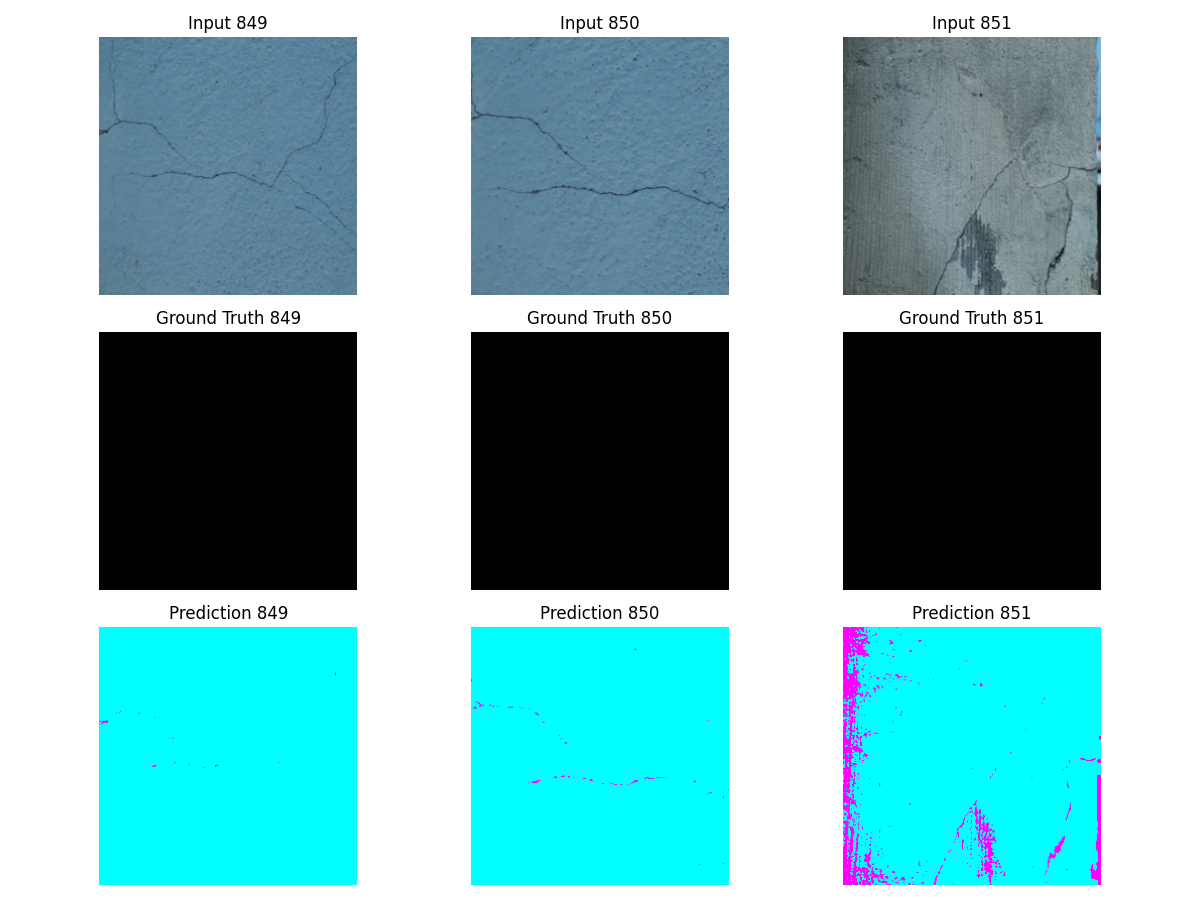 Input 849
Input 850
Input 851
Ground Truth 849
Ground Truth 850
Ground Truth 851
Prediction 849
Prediction 850
Prediction 851